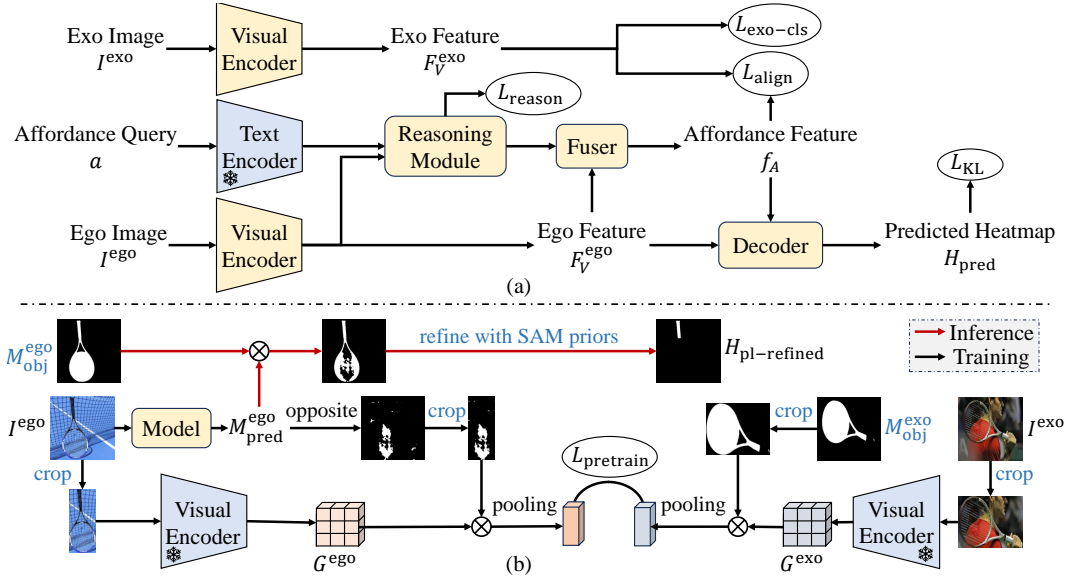 Exo Image
I^exo
Visual
Encoder
Exo Feature
F_V^exo
L_exo−cls
L_align
L_reason
Affordance Query
a
Text
Encoder
Reasoning
Module
Fuser
Affordance Feature
f_A
L_KL
Ego Image
I^ego
Visual
Encoder
Ego Feature
F_V^ego
Decoder
Predicted Heatmap
H_pred
(a)
M_obj^ego
refine with SAM priors
H_pl−refined
Inference
Training
I^ego
Model
M_pred^ego
opposite
crop
crop
M_obj^exo
I^exo
crop
L_pretrain
crop
Visual
Encoder
G^ego
pooling
pooling
G^exo
Visual
Encoder
(b)